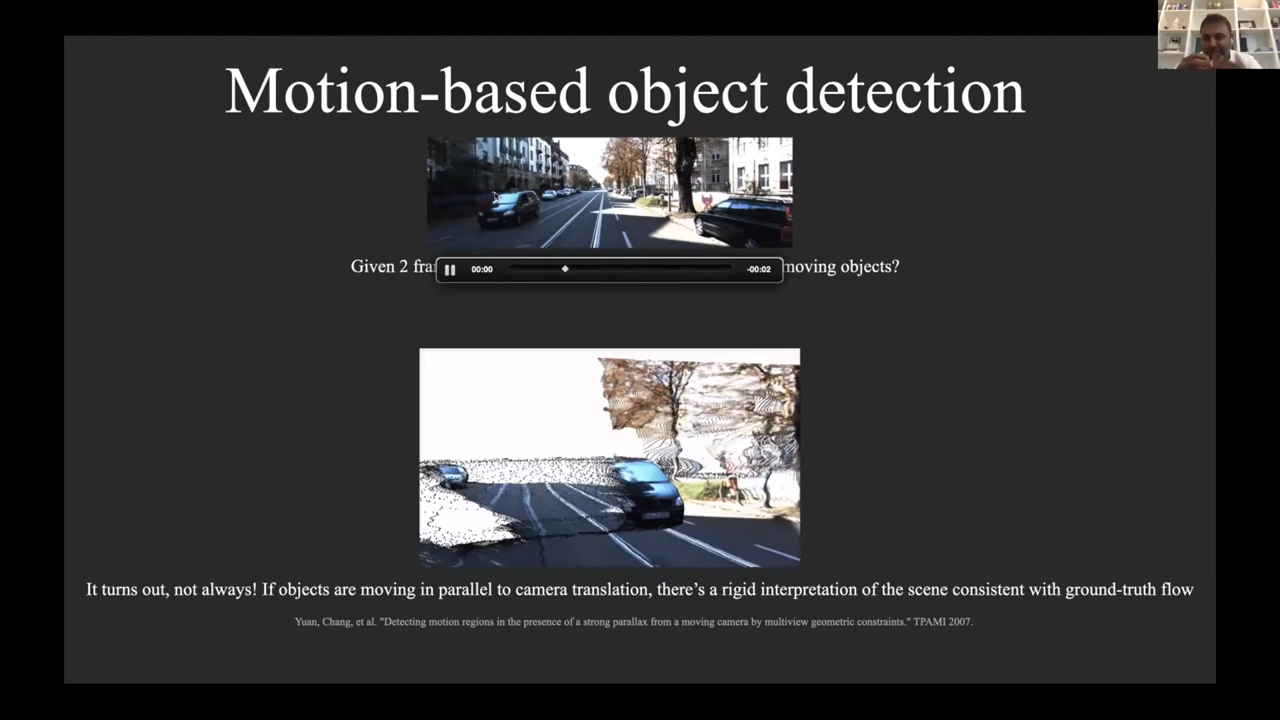 Motion-based object detection
Given 2 fra
moving objects?
00:00
-00:02
It turns out, not always! If objects are moving in parallel to camera translation, there’s a rigid interpretation of the scene consistent with ground-truth flow
Yuan, Chang, et al. "Detecting motion regions in the presence of a strong parallax from a moving camera by multiview geometric constraints." TPAMI 2007.